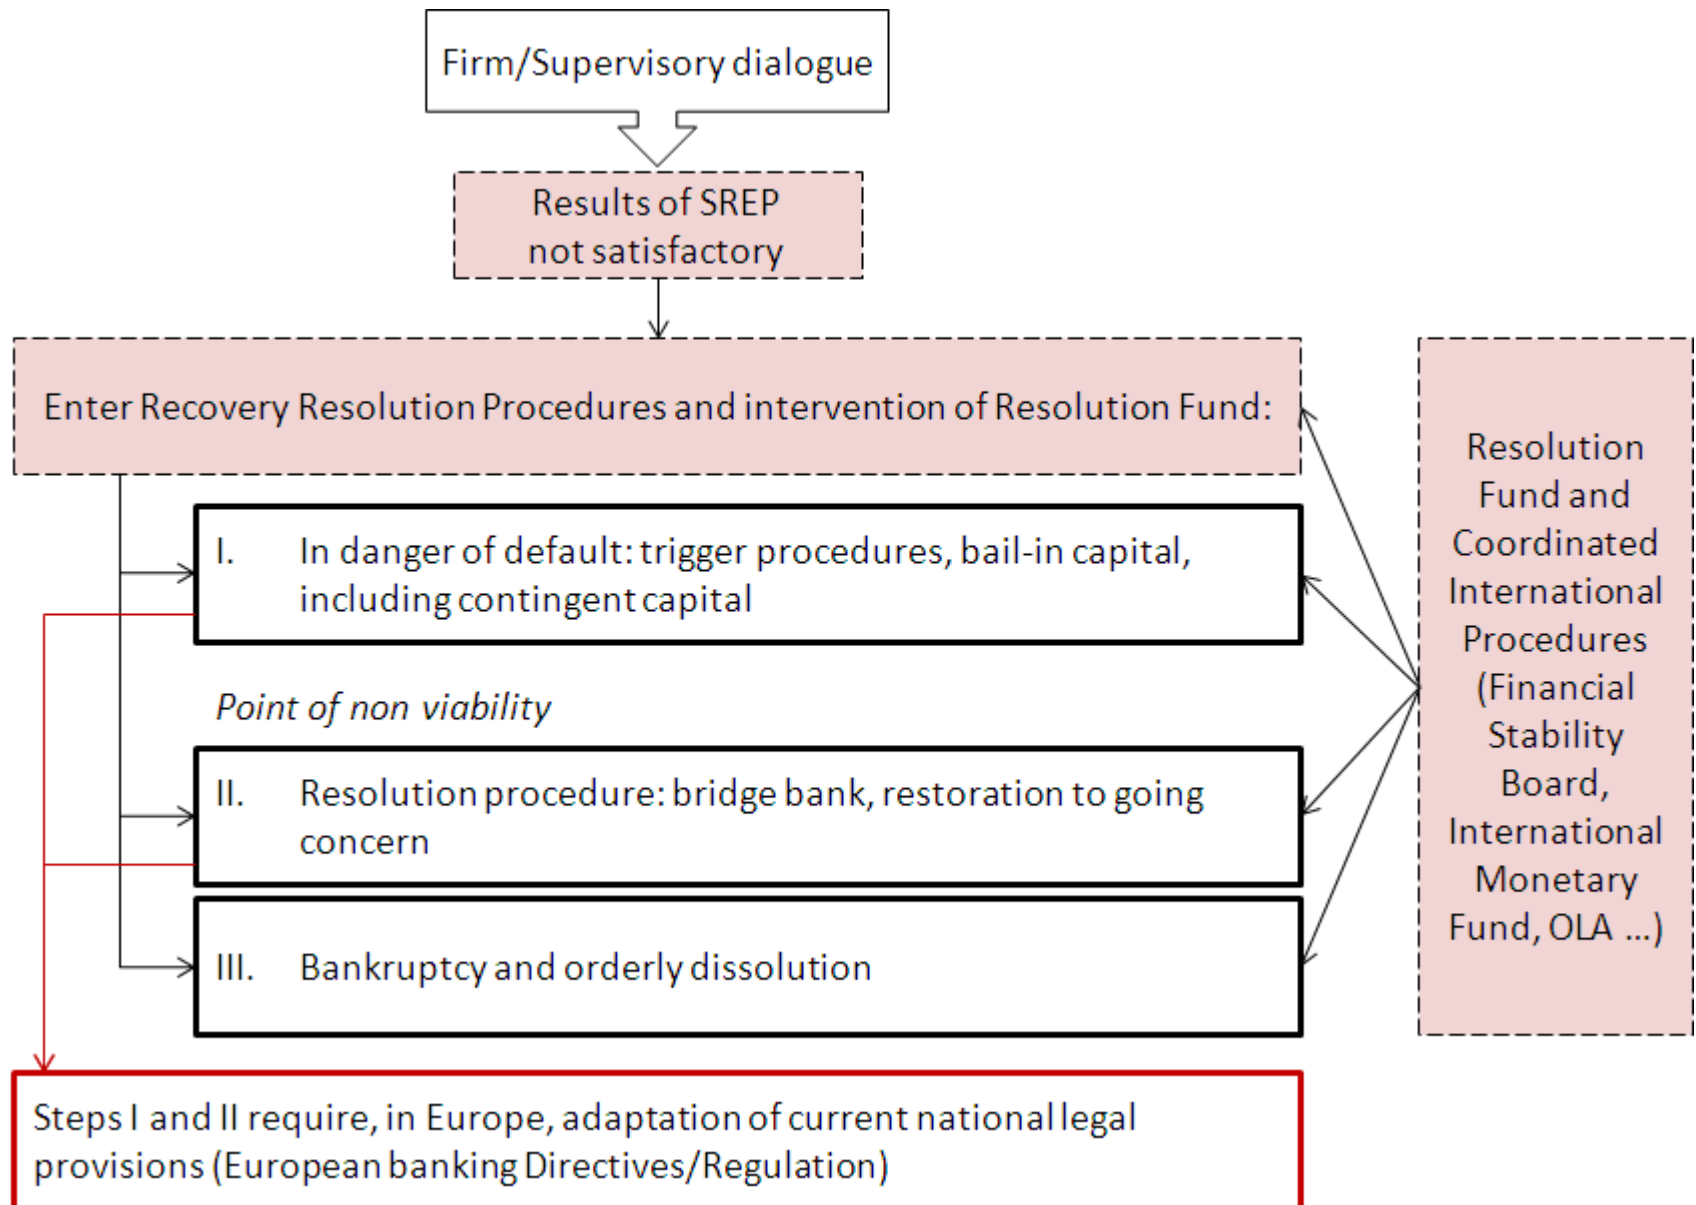 Firm/Supervisory dialogue
Results of SREP
not satisfactory
Enter Recovery Resolution Procedures and intervention of Resolution Fund:
I. In danger of default: trigger procedures, bail-in capital,
including contingent capital
Point of non viability
II. Resolution procedure: bridge bank, restoration to going
concern
III. Bankruptcy and orderly dissolution
Steps I and II require, in Europe, adaptation of current national legal
provisions (European banking Directives/Regulation)
Resolution
Fund and
Coordinated
International
Procedures
(Financial
Stability
Board,
International
Monetary
Fund, OLA ...)